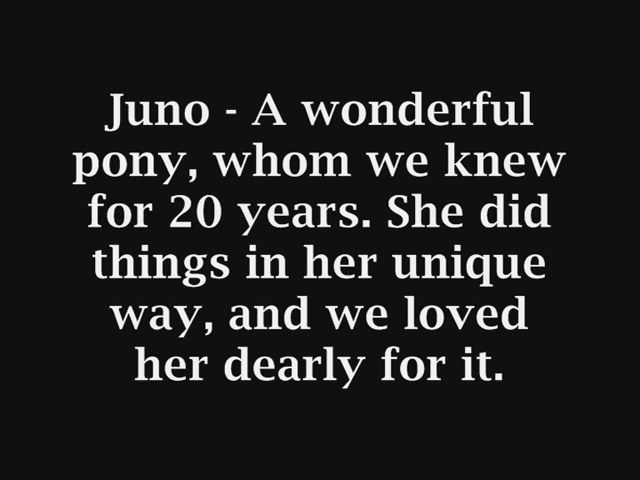 Juno - A wonderful
pony, whom we knew
for 20 years. She did
things in her unique
way, and we loved
her dearly for it.